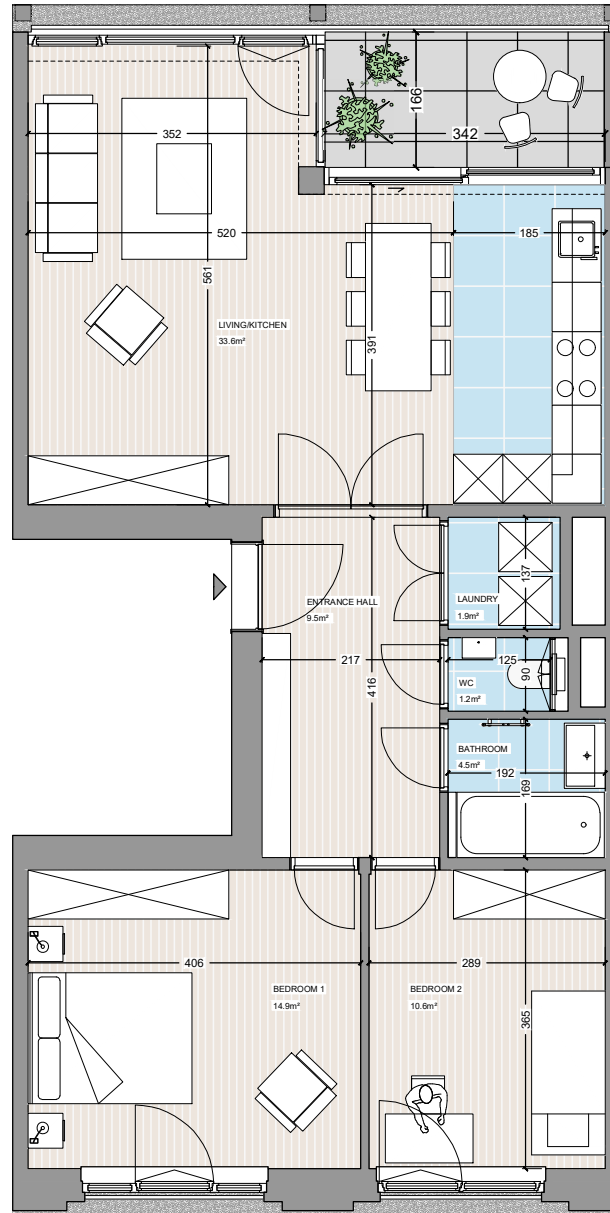 166
352
342
520
185
561
391
LIVING/KITCHEN
33.6m²
137
LAUNDRY
1.9m²
ENTRANCE HALL
9.5m²
217
416
125
90
WC
1.2m²
BATHROOM
4.5m²
192
169
406
289
BEDROOM 1
14.9m²
BEDROOM 2
10.6m²
365